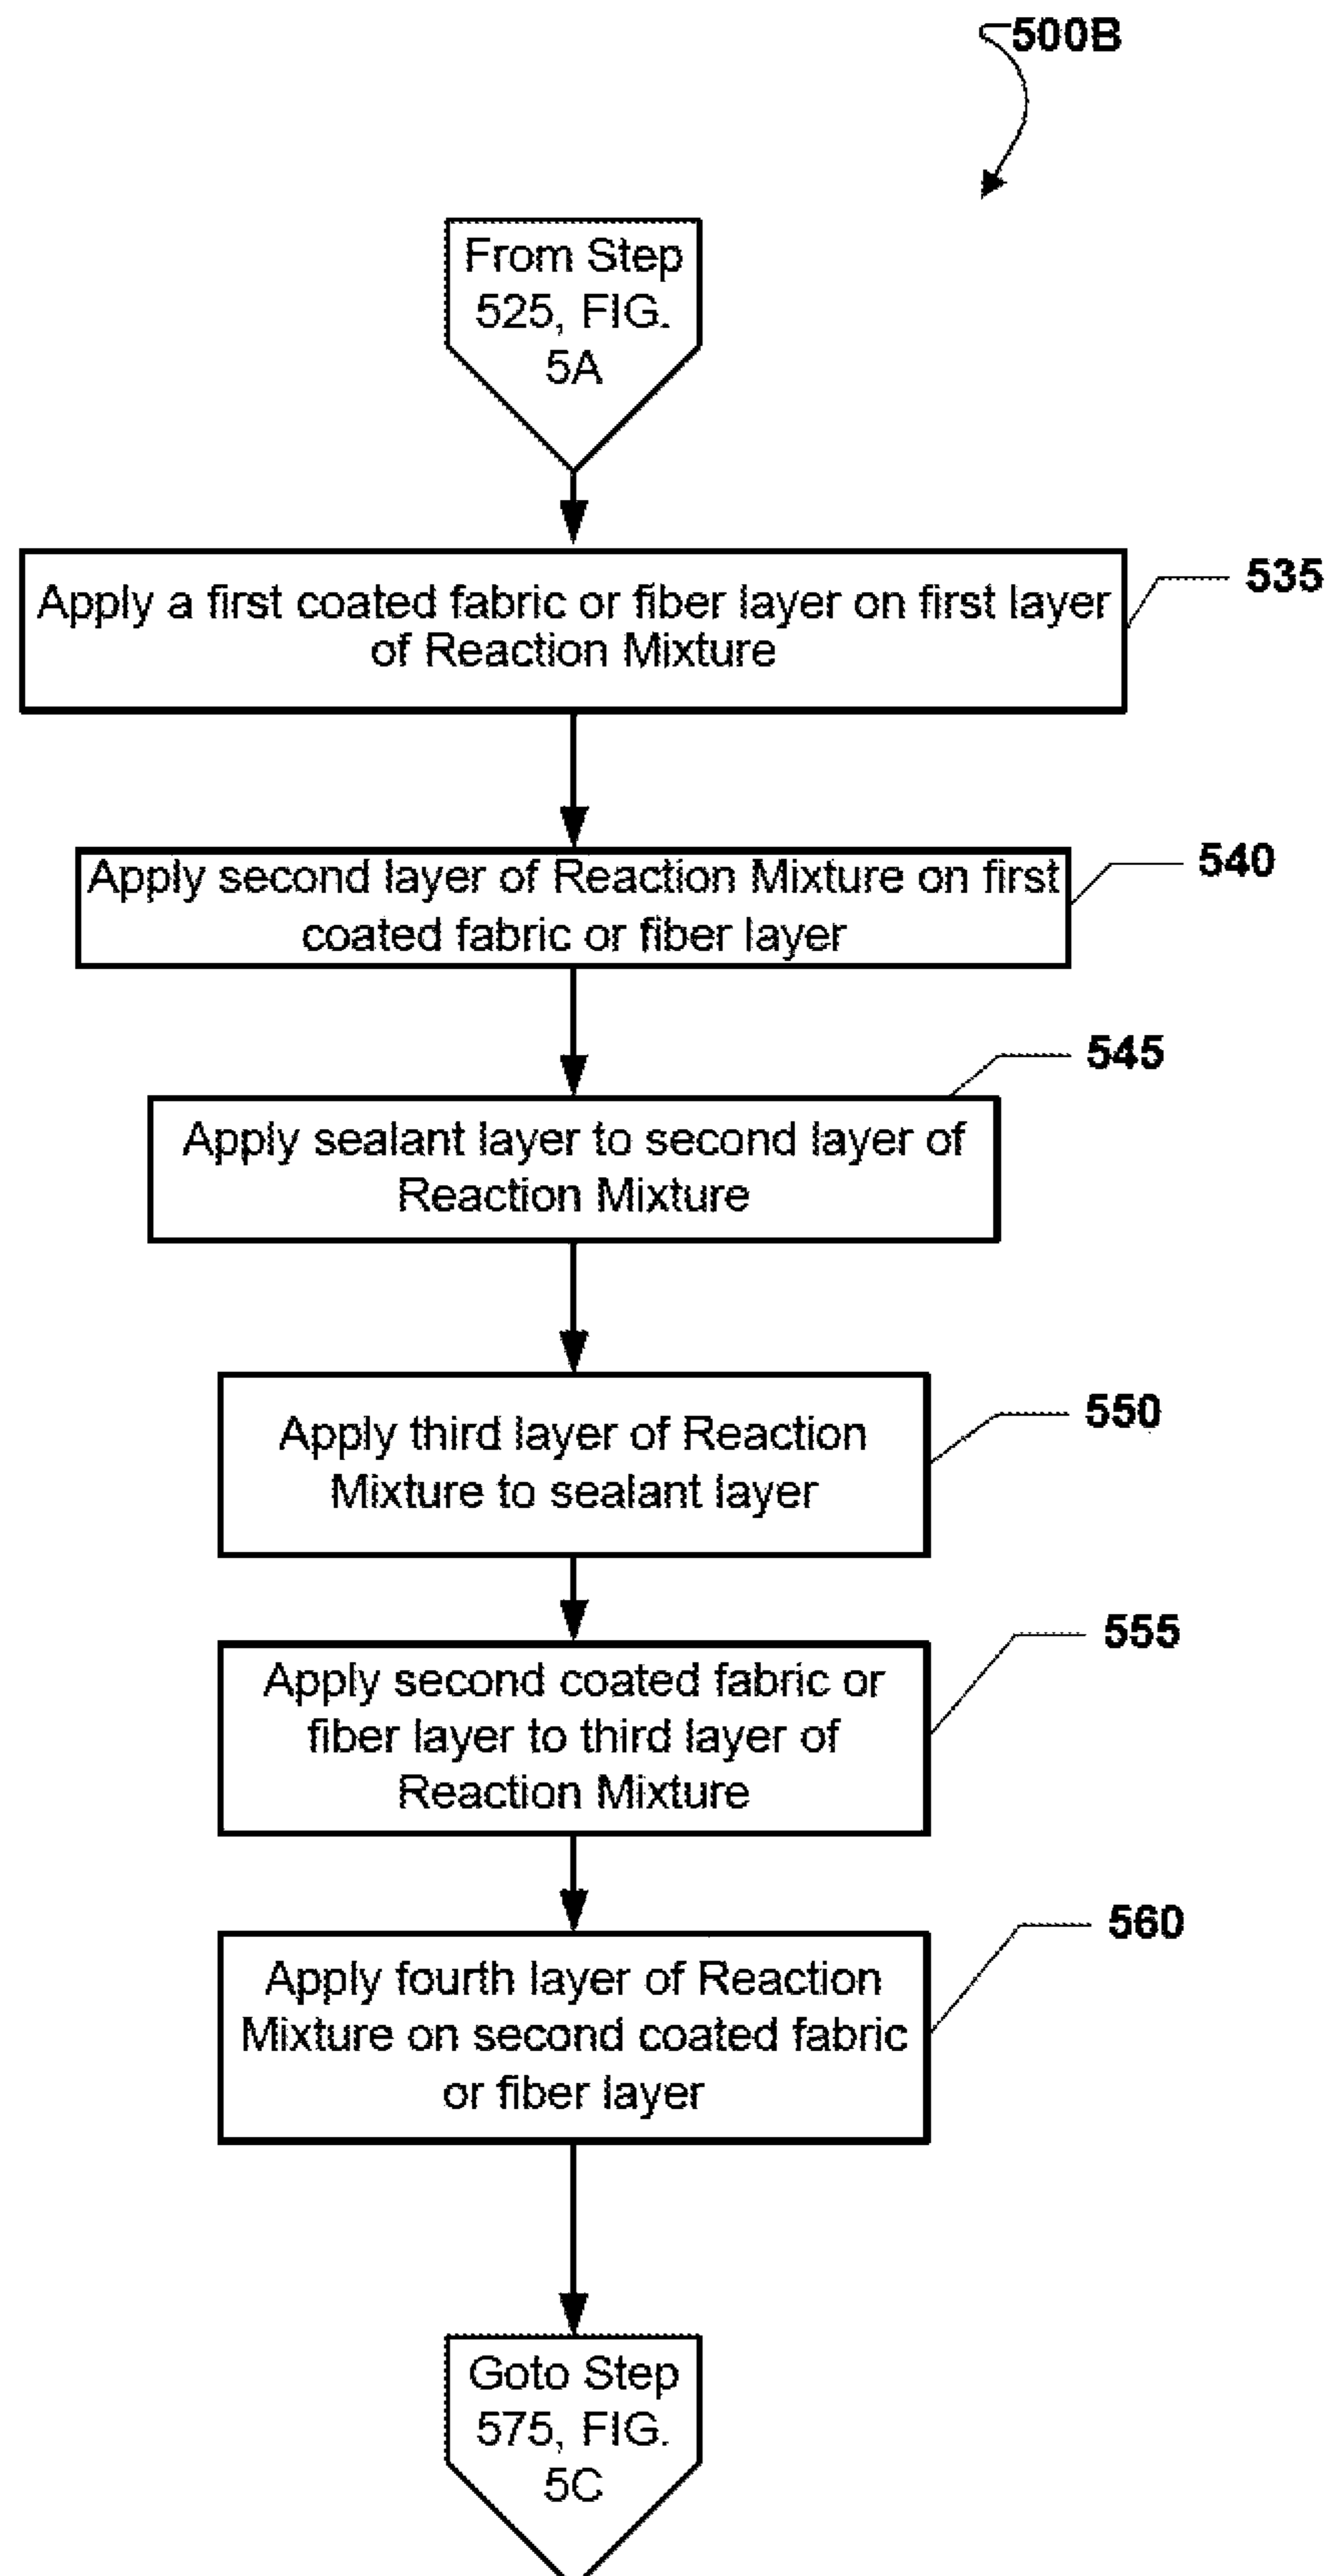 500B
From Step
525, FIG.
5A
Apply a first coated fabric or fiber layer on first layer
of Reaction Mixture
535
Apply second layer of Reaction Mixture on first
coated fabric or fiber layer
540
545
Apply sealant layer to second layer of
Reaction Mixture
Apply third layer of Reaction
Mixture to sealant layer
550
Apply second coated fabric or
fiber layer to third layer of
Reaction Mixture
555
Apply fourth layer of Reaction
Mixture on second coated fabric
or fiber layer
560
Goto Step
575, FIG.
5C